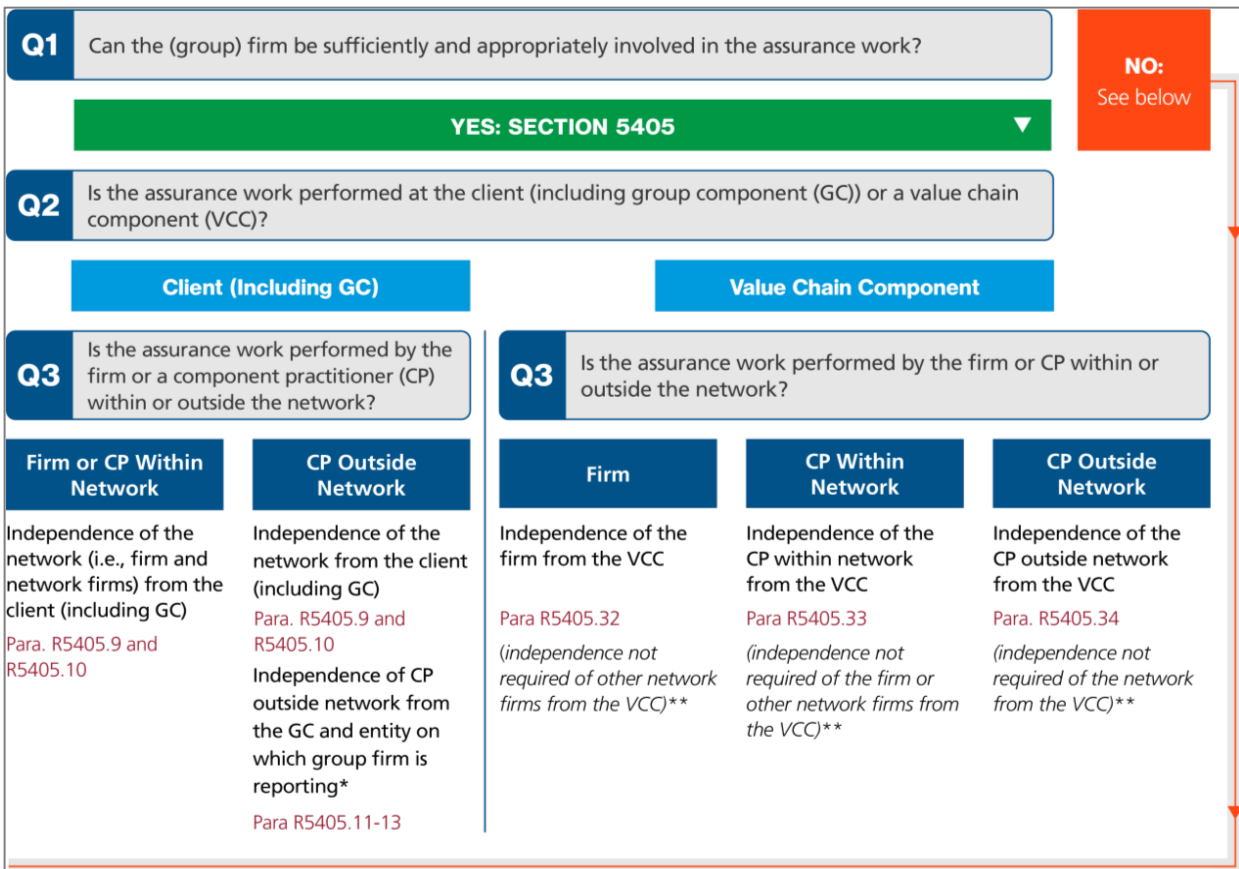 Q1
Can the (group) firm be sufficiently and appropriately involved in the assurance work?
NO:
See below
YES: SECTION 5405
Q2
Is the assurance work performed at the client (including group component (GC)) or a value chain
component (VCC)?
Client (Including GC)
Value Chain Component
Q3
Is the assurance work performed by the
firm or a component practitioner (CP)
within or outside the network?
Q3
Is the assurance work performed by the firm or CP within or
outside the network?
Firm or CP Within
Network
Independence of the
network (i.e., firm and
network firms) from the
client (including GC)
Para. R5405.9 and
R5405.10
CP Outside
Network
Independence of the
network from the client
(including GC)
Para. R5405.9 and
R5405.10
Independence of CP
outside network from
the GC and entity on
which group firm is
reporting*
Para R5405.11-13
Firm
Independence of the
firm from the VCC
Para R5405.32
(independence not
required of other network
firms from the VCC)**
CP Within
Network
Independence of the
CP within network
from the VCC
Para R5405.33
(independence not
required of the firm or
other network firms from
the VCC)**
CP Outside
Network
Independence of the
CP outside network
from the VCC
Para. R5405.34
(independence not
required of the network
from the VCC)**